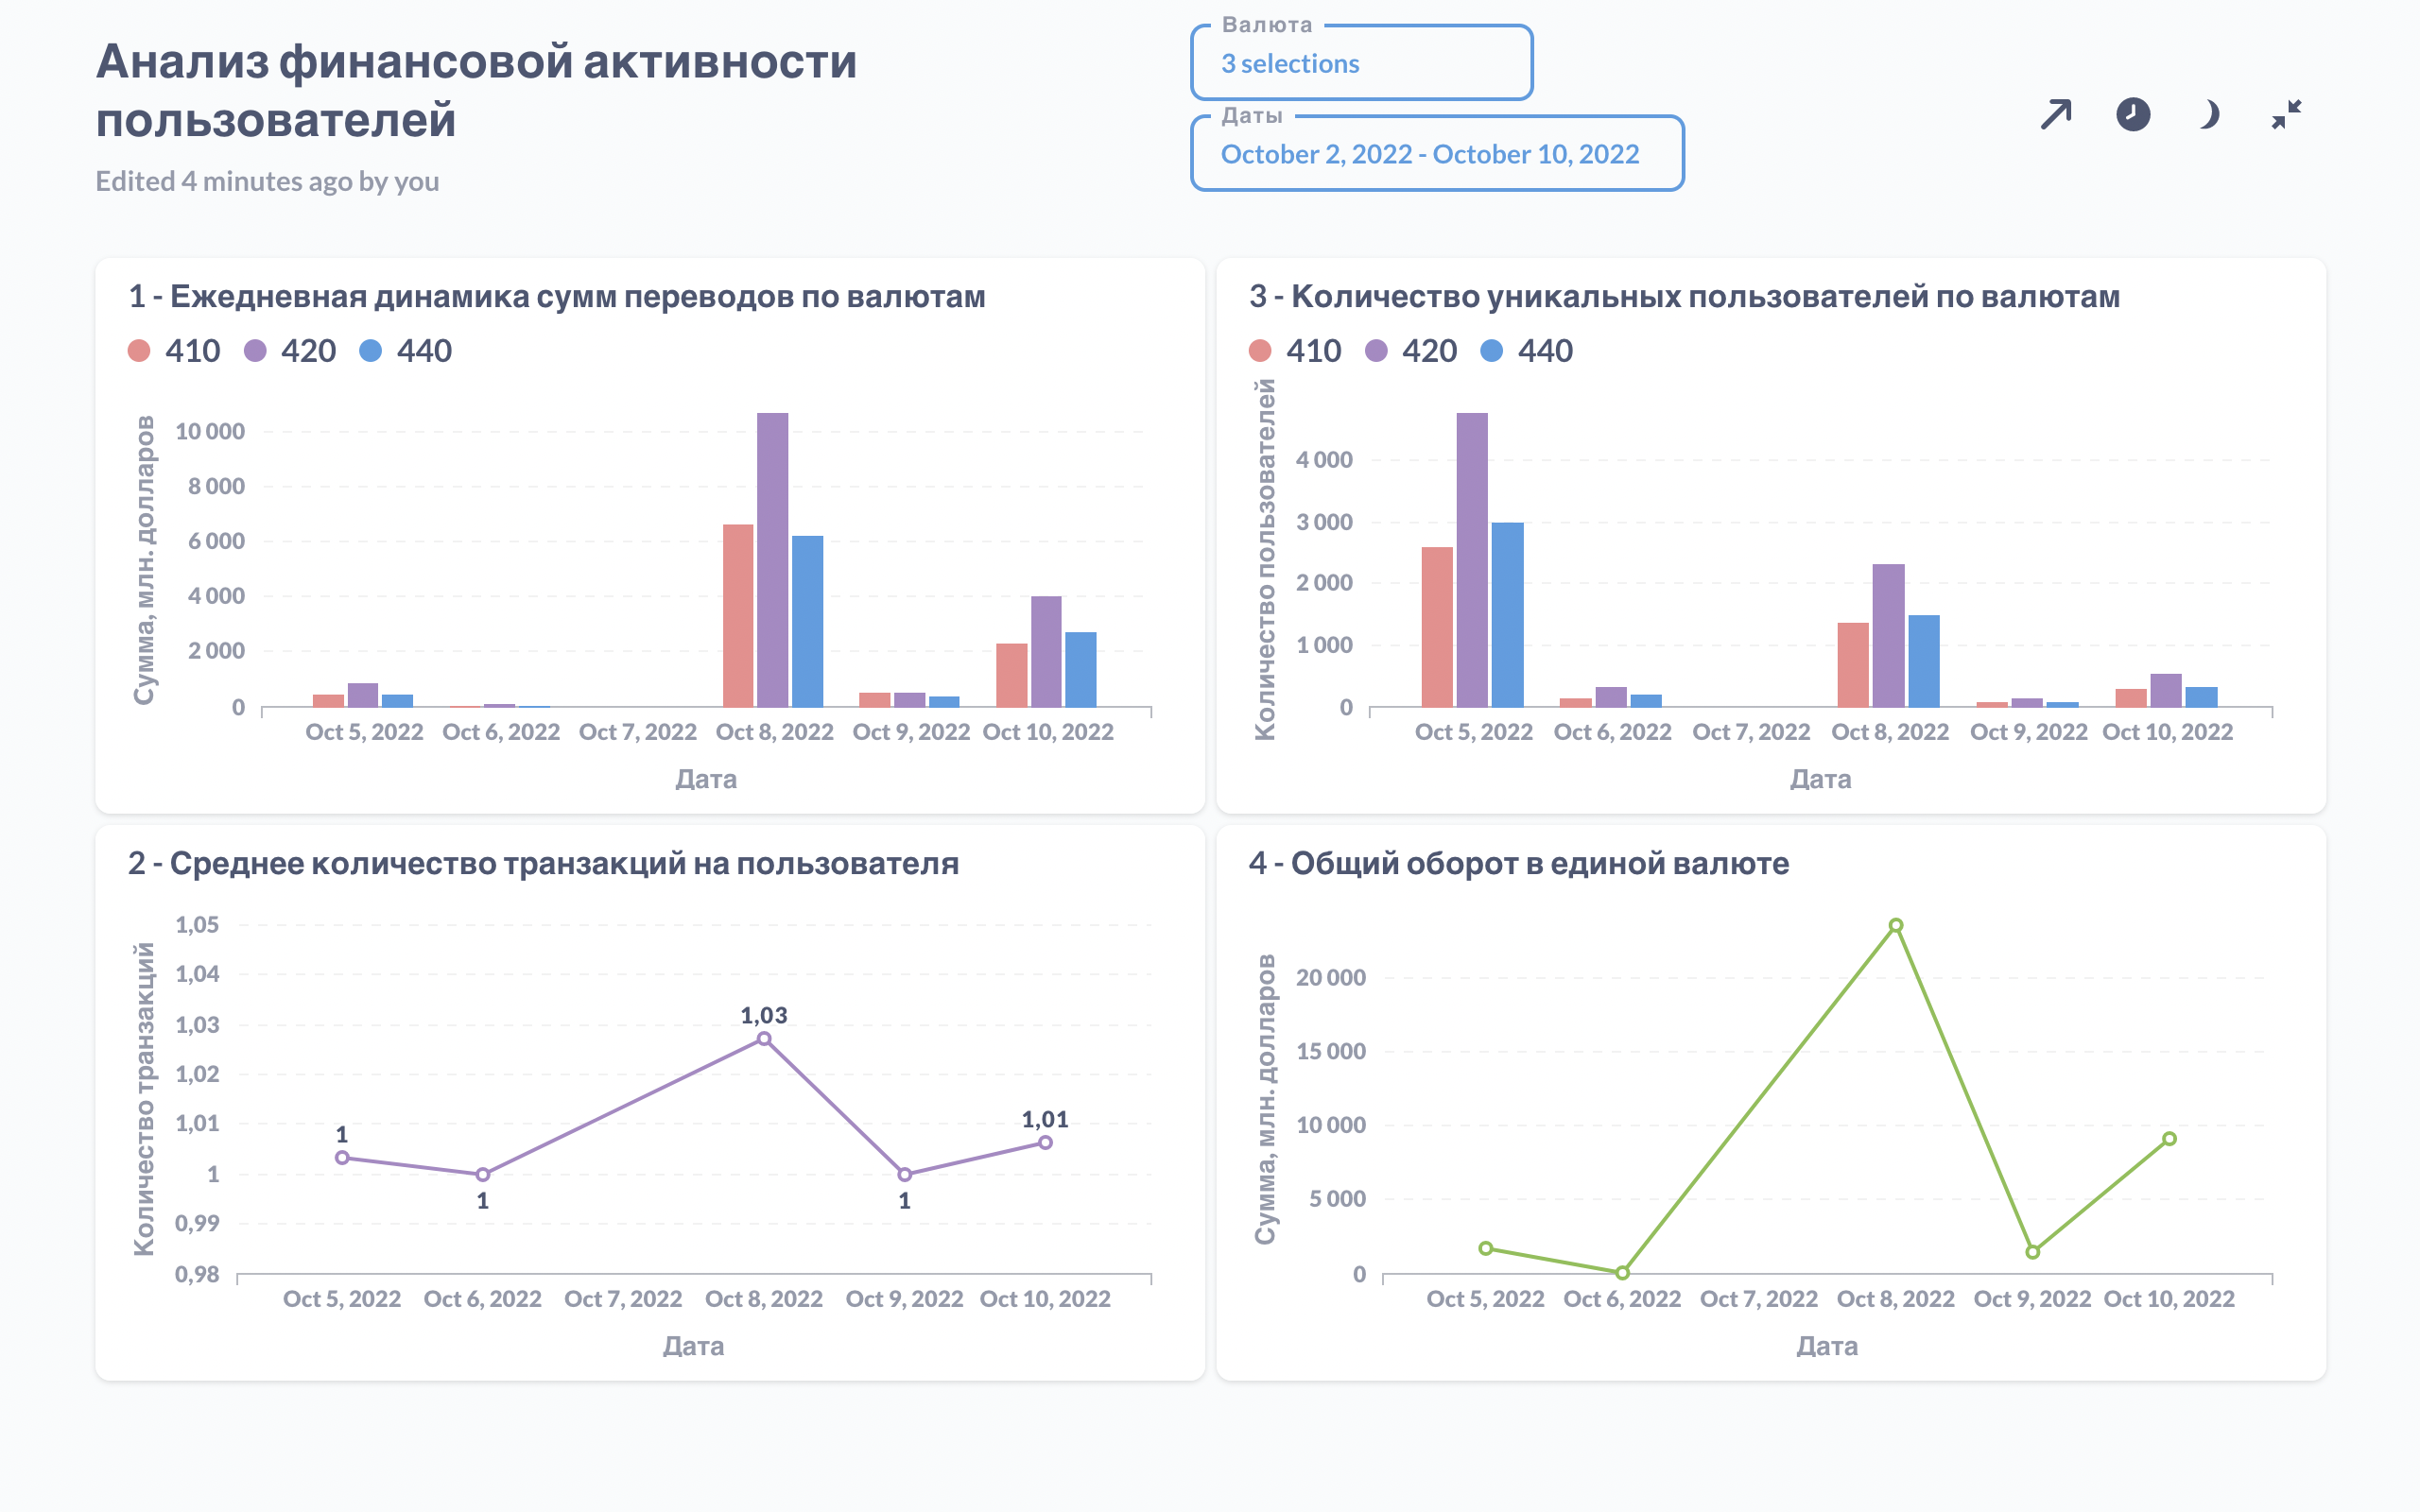 Анализ финансовой активности
пользователей
Edited 4 minutes ago by you
Валюта
3 selections
Даты
October 2, 2022 - October 10, 2022
1 - Ежедневная динамика сумм переводов по валютам
410 420 440
Сумма, млн. долларов
10 000
8 000
6 000
4 000
2 000
0
Oct 5, 2022 Oct 6, 2022 Oct 7, 2022 Oct 8, 2022 Oct 9, 2022 Oct 10, 2022
Дата
3 - Количество уникальных пользователей по валютам
410 420 440
Количество пользователей
4 000
3 000
2 000
1 000
0
Oct 5, 2022 Oct 6, 2022 Oct 7, 2022 Oct 8, 2022 Oct 9, 2022 Oct 10, 2022
Дата
2 - Среднее количество транзакций на пользователя
Количество транзакций
1,05
1,04
1,03
1,02
1,01
1
0,99
0,98
1
1
1,03
1
1,01
Oct 5, 2022 Oct 6, 2022 Oct 7, 2022 Oct 8, 2022 Oct 9, 2022 Oct 10, 2022
Дата
4 - Общий оборот в единой валюте
Сумма, млн. долларов
20 000
15 000
10 000
5 000
0
Oct 5, 2022 Oct 6, 2022 Oct 7, 2022 Oct 8, 2022 Oct 9, 2022 Oct 10, 2022
Дата